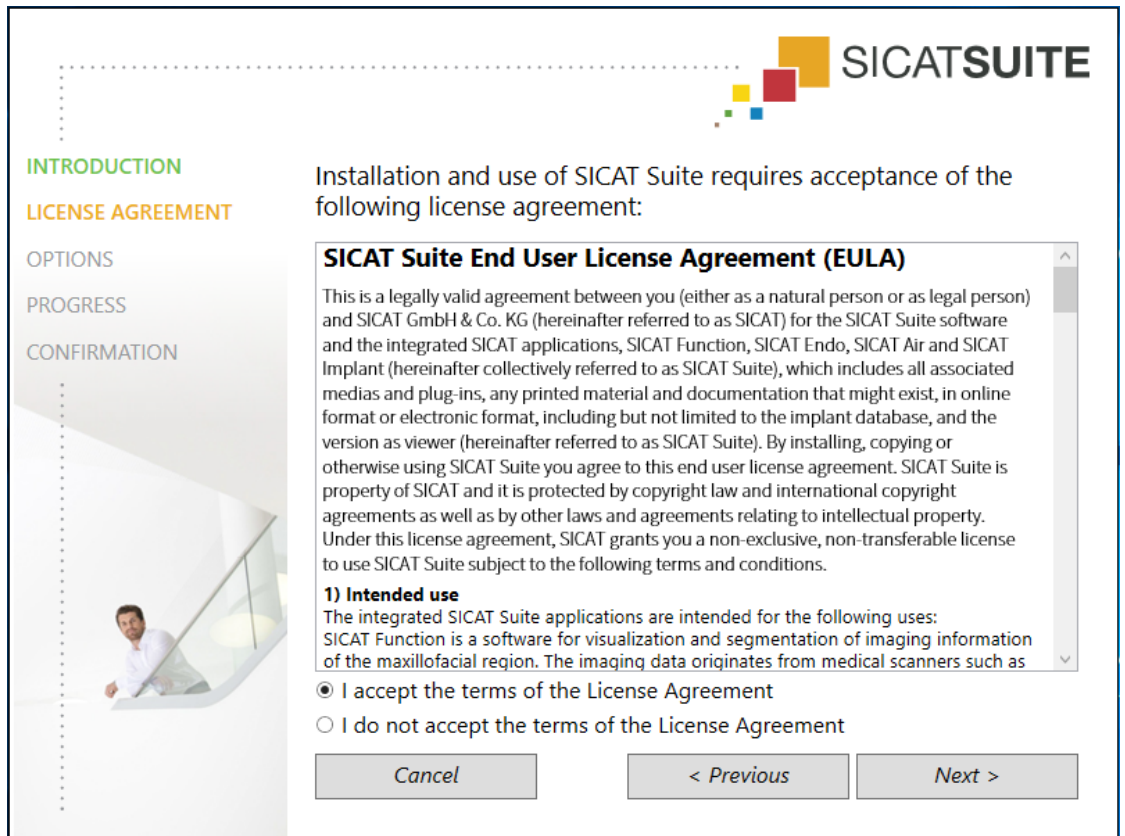 SICATSUITE
INTRODUCTION
LICENSE AGREEMENT
OPTIONS
PROGRESS
CONFIRMATION
Installation and use of SICAT Suite requires acceptance of the
following license agreement:
SICAT Suite End User License Agreement (EULA)
This is a legally valid agreement between you (either as a natural person or as legal person)
and SICAT GmbH & Co. KG (hereinafter referred to as SICAT) for the SICAT Suite software
and the integrated SICAT applications, SICAT Function, SICAT Endo, SICAT Air and SICAT
Implant (hereinafter collectively referred to as SICAT Suite), which includes all associated
medias and plug-ins, any printed material and documentation that might exist, in online
format or electronic format, including but not limited to the implant database, and the
version as viewer (hereinafter referred to as SICAT Suite). By installing, copying or
otherwise using SICAT Suite you agree to this end user license agreement. SICAT Suite is
property of SICAT and it is protected by copyright law and international copyright
agreements as well as by other laws and agreements relating to intellectual property.
Under this license agreement, SICAT grants you a non-exclusive, non-transferable license
to use SICAT Suite subject to the following terms and conditions.
1) Intended use
The integrated SICAT Suite applications are intended for the following uses:
SICAT Function is a software for visualization and segmentation of imaging information
of the maxillofacial region. The imaging data originates from medical scanners such as
I accept the terms of the License Agreement
I do not accept the terms of the License Agreement
Cancel
< Previous
Next >